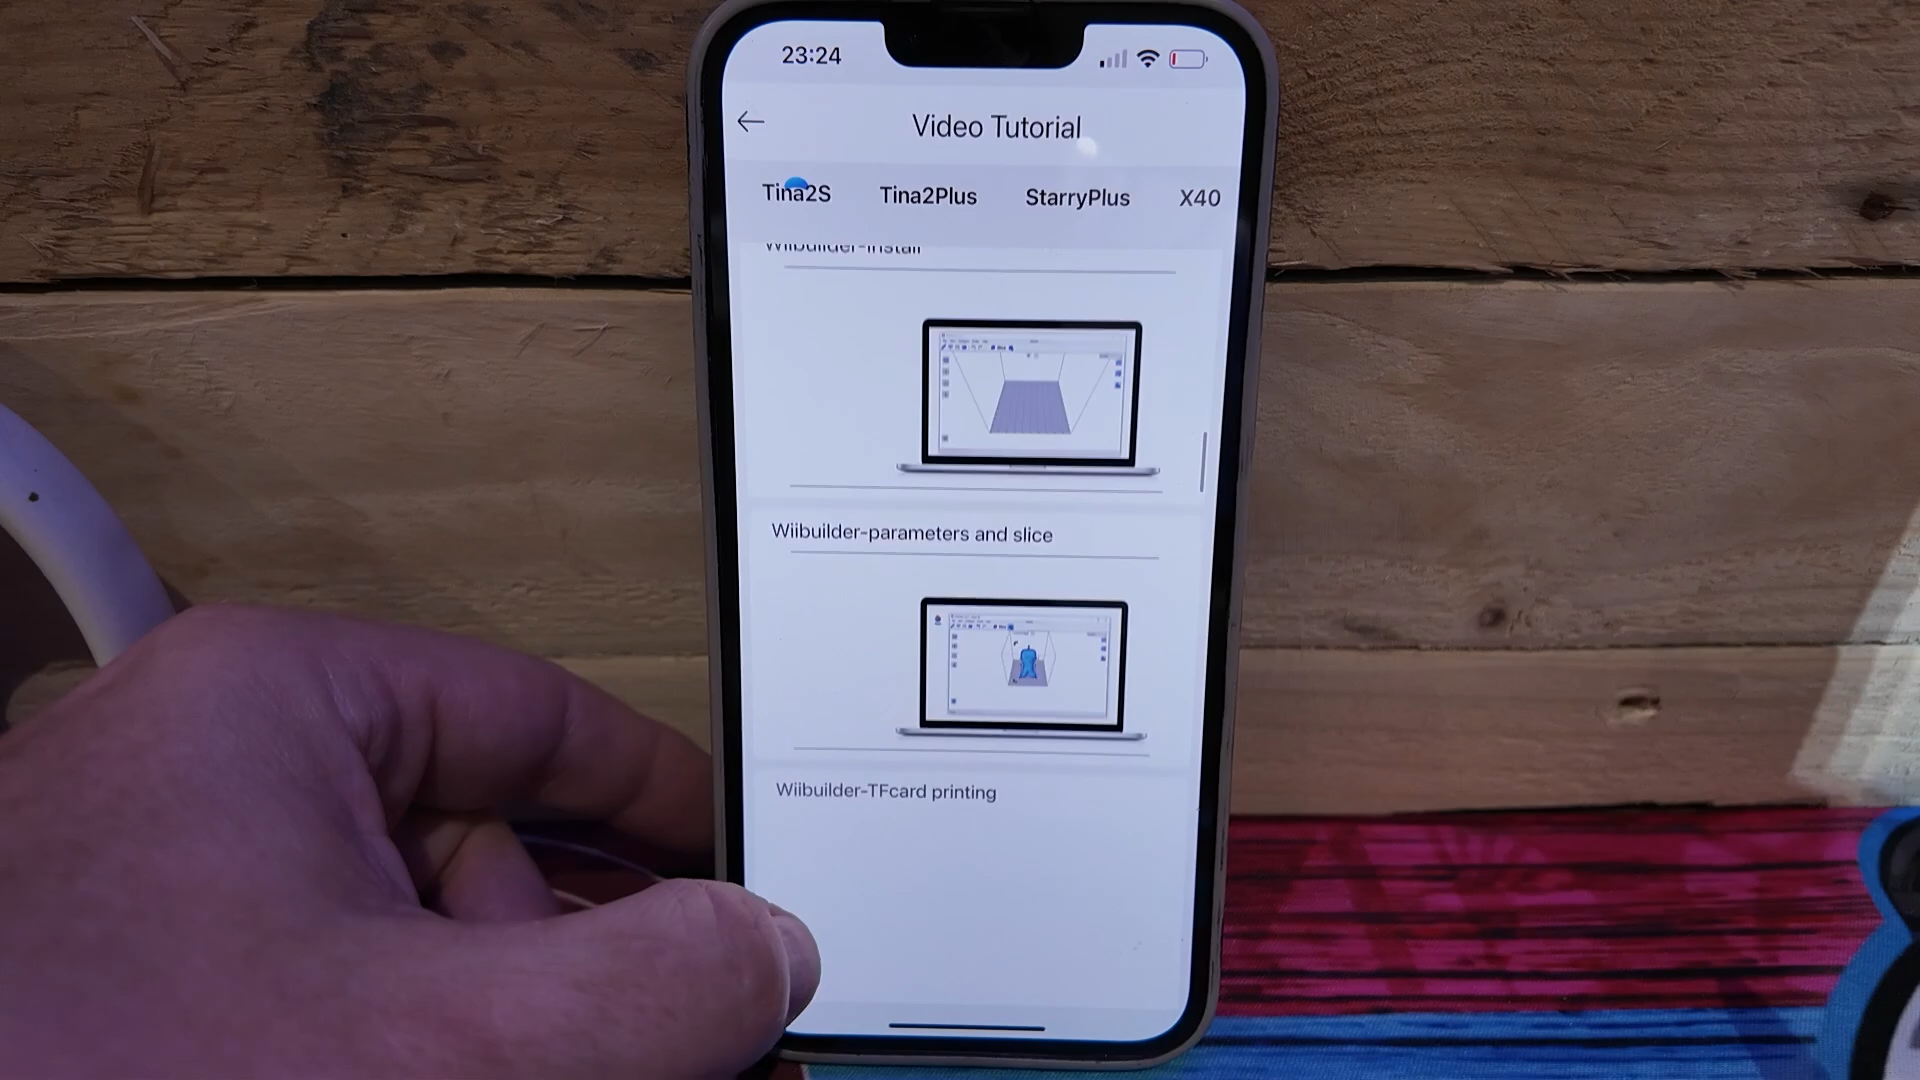 23:24
Video Tutorial
Tina2S Tina2Plus StarryPlus X40
Wiibuilder-install
Wiibuilder-parameters and slice
Wiibuilder-TFcard printing